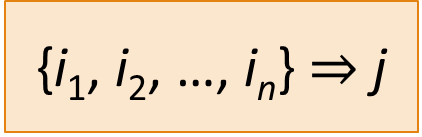 {i₁, i₂, …, iₙ} ⇒ j